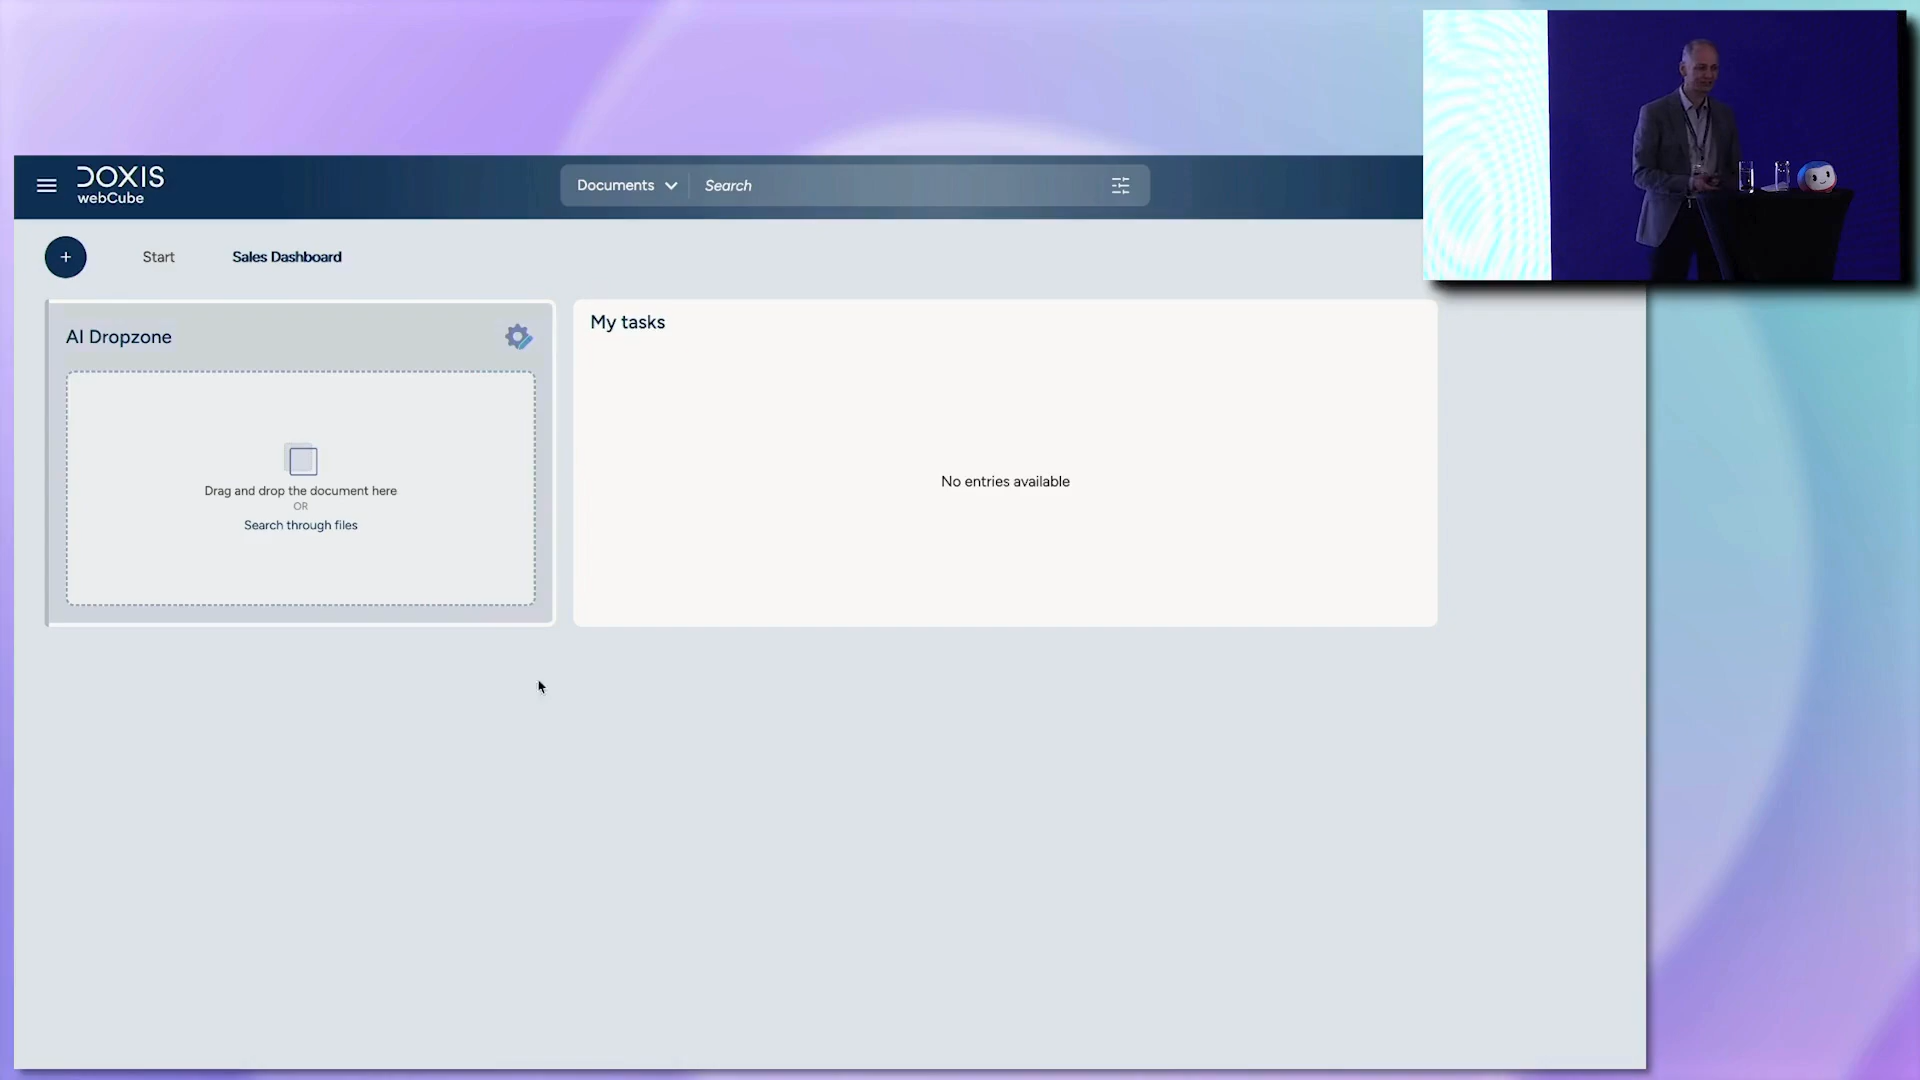 DOXIS
webCube
Documents
Search
+
Start
Sales Dashboard
AI Dropzone
Drag and drop the document here
OR
Search through files
My tasks
No entries available